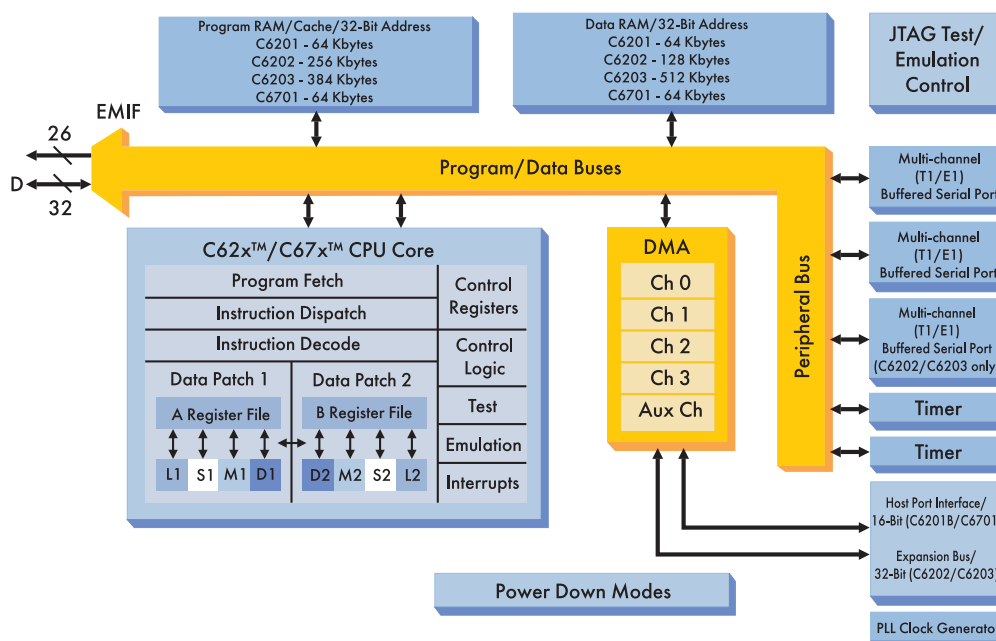 Program RAM/Cache/32-Bit Address
C6201 - 64 Kbytes
C6202 - 256 Kbytes
C6203 - 384 Kbytes
C6701 - 64 Kbytes
Data RAM/32-Bit Address
C6201 - 64 Kbytes
C6202 - 128 Kbytes
C6203 - 512 Kbytes
C6701 - 64 Kbytes
JTAG Test/
Emulation
Control
EMIF
26
D
32
Program/Data Buses
Multi-channel
(T1/E1)
Buffered Serial Port
Multi-channel
(T1/E1)
Buffered Serial Port
Multi-channel
(T1/E1)
Buffered Serial Port
(C6202/C6203 only
Timer
Timer
Peripheral Bus
C62x™/C67x™ CPU Core
Program Fetch
Instruction Dispatch
Instruction Decode
Data Patch 1
Data Patch 2
A Register File
B Register File
L1
S1
M1
D1
D2
M2
S2
L2
Control
Registers
Control
Logic
Test
Emulation
Interrupts
DMA
Ch 0
Ch 1
Ch 2
Ch 3
Aux Ch
Host Port Interface/
16-Bit (C6201B/C6701
Expansion Bus/
32-Bit (C6202/C6203)
Power Down Modes
PLL Clock Generato